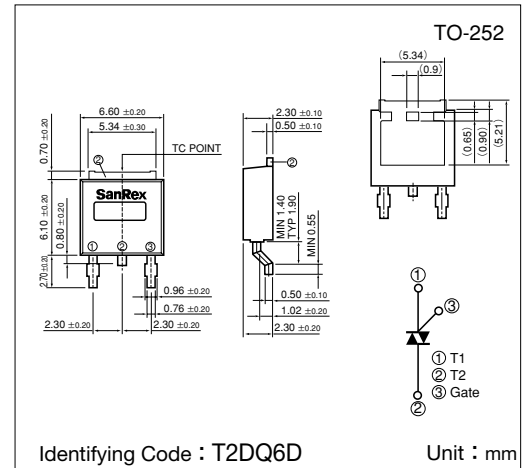 TO-252
(5.34)
(0.9)
(0.65)
(0.90)
(5.21)
6.60 ±0.20
5.34 ±0.30
0.70 ±0.20
②
TC POINT
SanRex
6.10 ±0.20
0.80 ±0.20
① ② ③
2.70±0.20
0.96 ±0.20
0.76 ±0.20
2.30 ±0.20
2.30 ±0.20
2.30 ±0.10
0.50 ±0.10
②
MIN 1.40
TYP 1.90
MIN 0.55
0.50 ±0.10
1.02 ±0.20
2.30 ±0.20
①
③
① T1
② T2
③ Gate
②
Identifying Code：T2DQ6D
Unit：mm